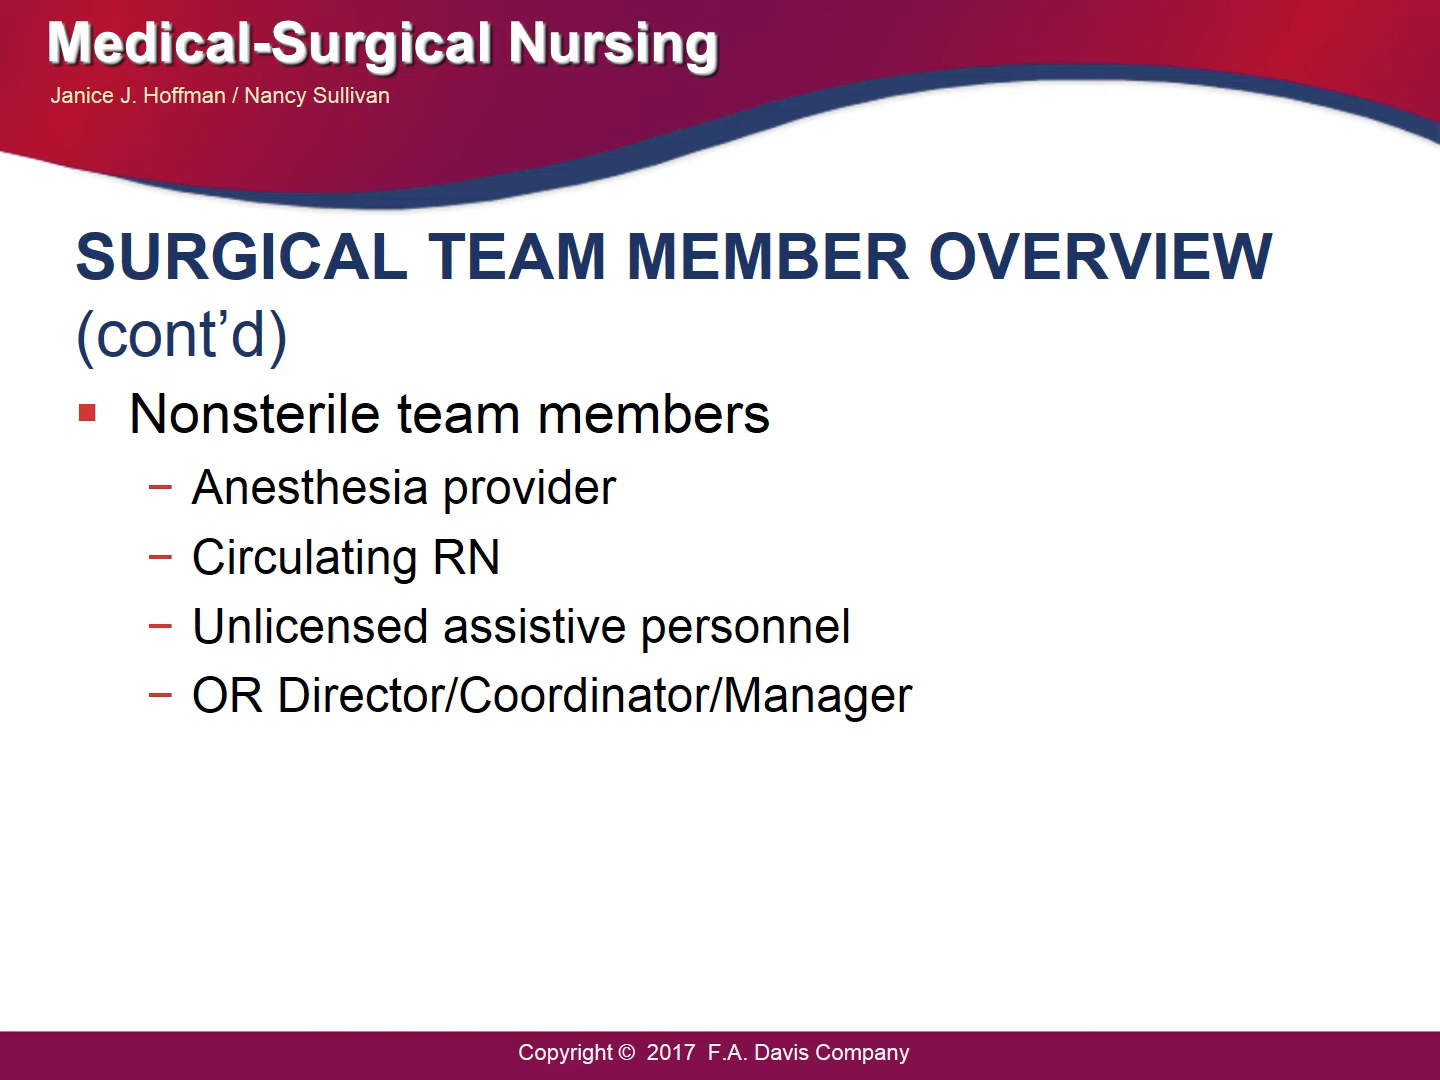 Medical-Surgical Nursing
Janice J. Hoffman / Nancy Sullivan
SURGICAL TEAM MEMBER OVERVIEW
(cont’d)
▪ Nonsterile team members
– Anesthesia provider
– Circulating RN
– Unlicensed assistive personnel
– OR Director/Coordinator/Manager
Copyright © 2017 F.A. Davis Company